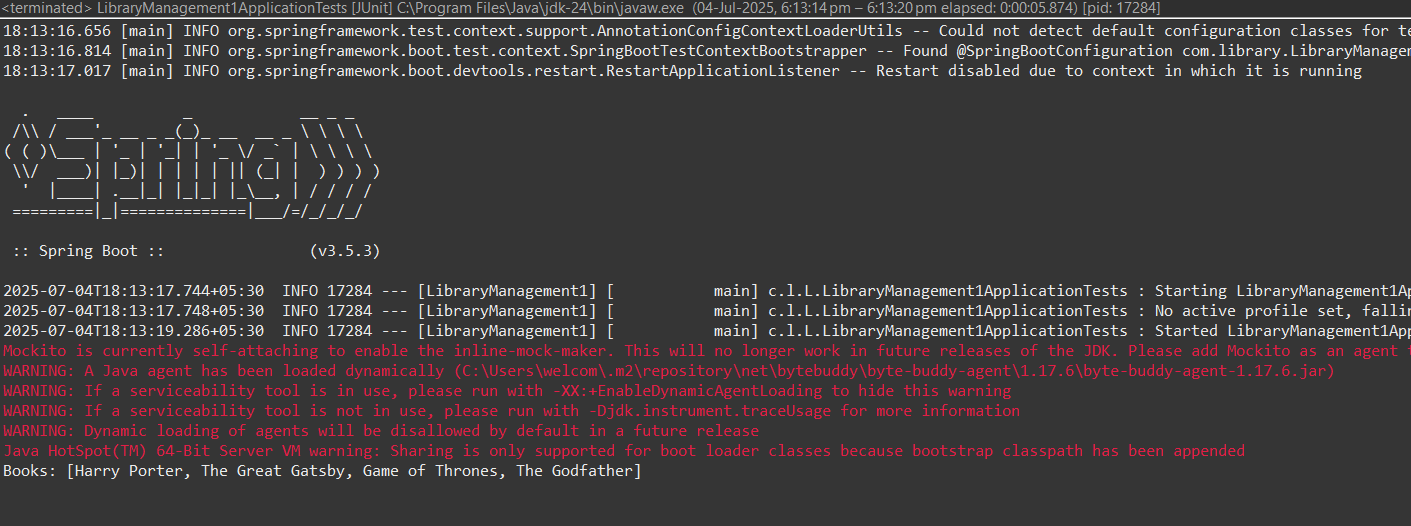 <terminated> LibraryManagement1ApplicationTests [JUnit] C:\Program Files\Java\jdk-24\bin\javaw.exe (04-Jul-2025, 6:13:14 pm – 6:13:20 pm elapsed: 0:00:05.874) [pid: 17284]
18:13:16.656 [main] INFO org.springframework.test.context.support.AnnotationConfigContextLoaderUtils -- Could not detect default configuration classes for te
18:13:16.814 [main] INFO org.springframework.boot.test.context.SpringBootTestContextBootstrapper -- Found @SpringBootConfiguration com.library.LibraryManagem
18:13:17.017 [main] INFO org.springframework.boot.devtools.restart.RestartApplicationListener -- Restart disabled due to context in which it is running
  .   ____          _            __ _ _
 /\\ / ___'_ __ _ _(_)_ __  __ _ \ \ \ \
( ( )\___ | '_ | '_| | '_ \/ _` | \ \ \ \
 \\/  ___)| |_)| | | | | || (_| |  ) ) ) )
  '  |____| .__|_| |_|_| |_\__, | / / / /
 =========|_|==============|___/=/_/_/_/
 :: Spring Boot ::                (v3.5.3)
2025-07-04T18:13:17.744+05:30  INFO 17284 --- [LibraryManagement1] [           main] c.l.L.LibraryManagement1ApplicationTests : Starting LibraryManagement1Ap
2025-07-04T18:13:17.748+05:30  INFO 17284 --- [LibraryManagement1] [           main] c.l.L.LibraryManagement1ApplicationTests : No active profile set, fallin
2025-07-04T18:13:19.286+05:30  INFO 17284 --- [LibraryManagement1] [           main] c.l.L.LibraryManagement1ApplicationTests : Started LibraryManagement1App
Mockito is currently self-attaching to enable the inline-mock-maker. This will no longer work in future releases of the JDK. Please add Mockito as an agent t
WARNING: A Java agent has been loaded dynamically (C:\Users\welcom\.m2\repository\net\bytebuddy\byte-buddy-agent\1.17.6\byte-buddy-agent-1.17.6.jar)
WARNING: If a serviceability tool is in use, please run with -XX:+EnableDynamicAgentLoading to hide this warning
WARNING: If a serviceability tool is not in use, please run with -Djdk.instrument.traceUsage for more information
WARNING: Dynamic loading of agents will be disallowed by default in a future release
Java HotSpot(TM) 64-Bit Server VM warning: Sharing is only supported for boot loader classes because bootstrap classpath has been appended
Books: [Harry Porter, The Great Gatsby, Game of Thrones, The Godfather]